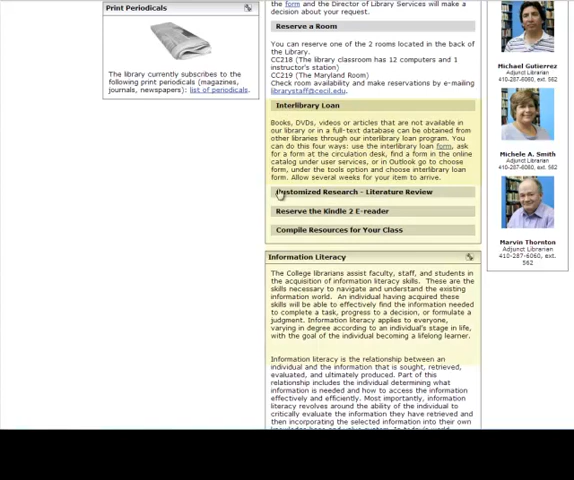 Print Periodicals
The library currently subscribes to the
following print periodicals (magazines,
journals, newspapers): list of periodicals.
the form and the Director of Library Services will make a
decision about your request.
Reserve a Room
You can reserve one of the 2 rooms located in the back of
the Library.
CC218 (The library classroom has 12 computers and 1
instructor's station)
CC219 (The Maryland Room)
Check room availability and make reservations by e-mailing
librarystaff@cecil.edu.
Interlibrary Loan
Books, DVDs, videos or articles that are not available in
our library or in a full-text database can be obtained from
other libraries through our interlibrary loan program. You
can do this four ways: use the interlibrary loan form, ask
for a form at the circulation desk, find a form in the online
catalog under user services, or in Outlook go to choose
form, under the tools option and choose interlibrary loan
form. Allow several weeks for your item to arrive.
Customized Research - Literature Review
Reserve the Kindle 2 E-reader
Compile Resources for Your Class
Information Literacy
The College librarians assist faculty, staff, and students in
the acquisition of information literacy skills. These are the
skills necessary to navigate and understand the existing
information world. An individual having acquired these
skills will be able to effectively find the information needed
to complete a task, progress to a decision, or formulate a
judgment. Information literacy applies to everyone,
varying in degree according to an individual's stage in life,
with the goal of the individual becoming a lifelong learner.
Information literacy is the relationship between an
individual and the information that is sought, retrieved,
evaluated, and ultimately produced. Part of this
relationship includes the individual determining what
information is needed and how to access the information
effectively and efficiently. Most importantly, information
literacy revolves around the ability of the individual to
critically evaluate the information they have retrieved and
then incorporating the selected information into their own
Michael Gutierrez
Adjunct Librarian
410-287-6060, ext.
562
Michele A. Smith
Adjunct Librarian
410-287-6060, ext.
562
Marvin Thornton
410-287-6060, ext.
562